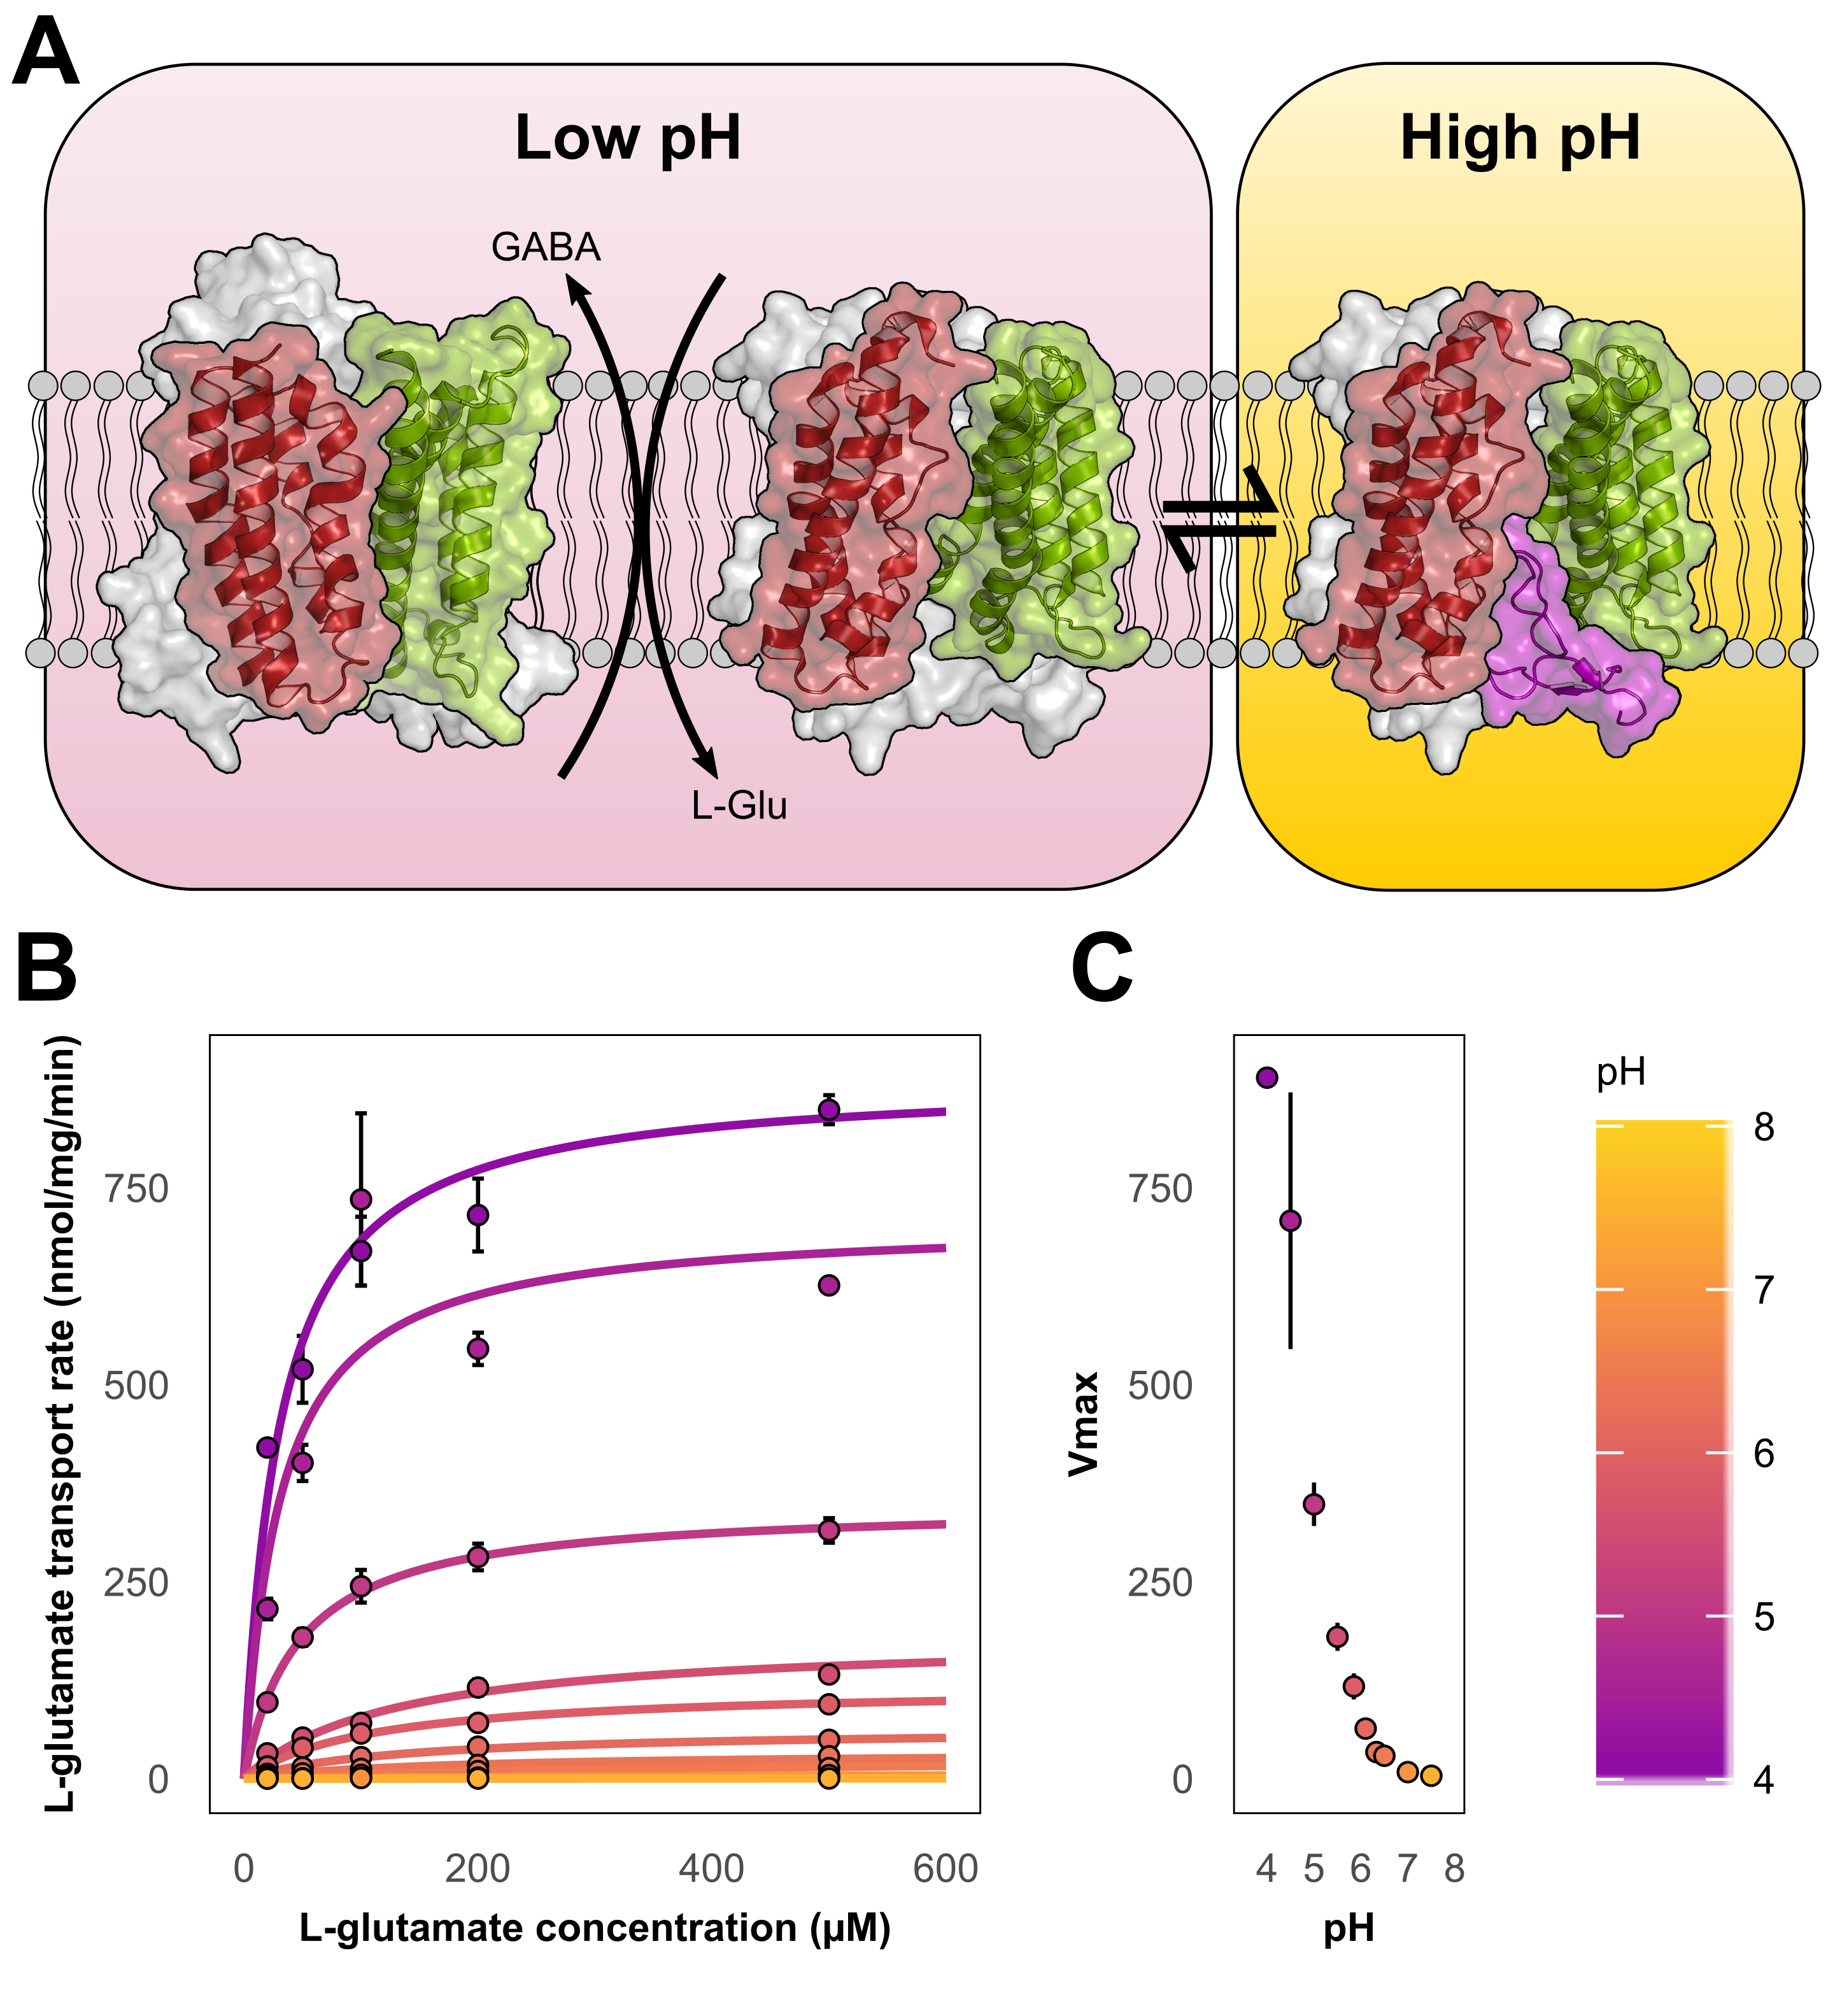 A
Low pH
High pH
GABA
L-Glu
B
L-glutamate transport rate (nmol/mg/min)
750
500
250
0
0 200 400 600
L-glutamate concentration (µM)
C
Vmax
750
500
250
0
4 5 6 7 8
pH
pH
8
7
6
5
4